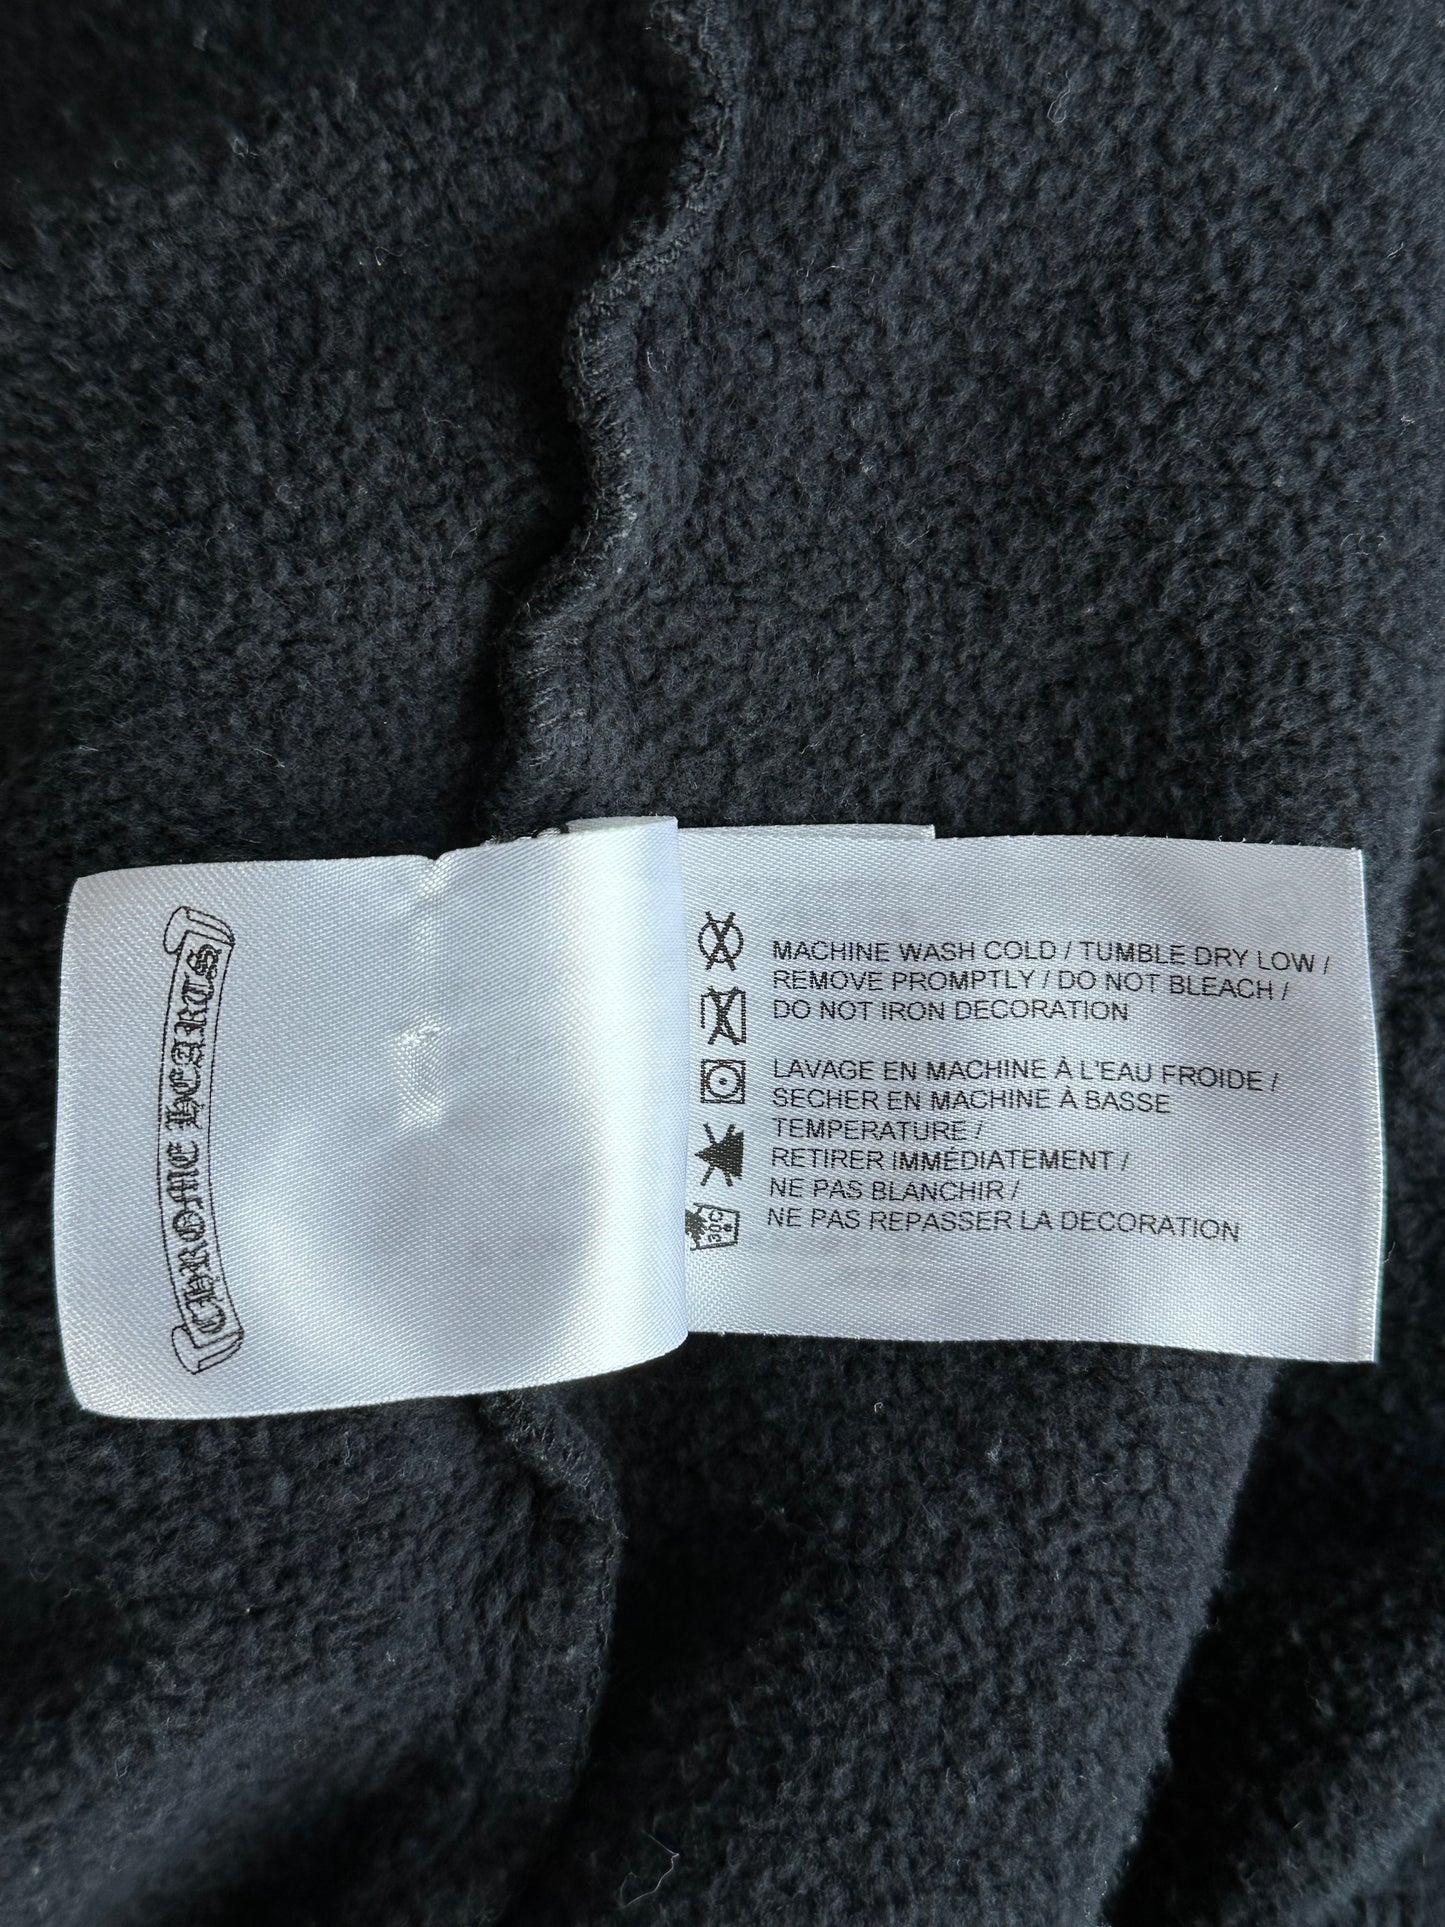 CHROME HEARTS
MACHINE WASH COLD / TUMBLE DRY LOW /
REMOVE PROMPTLY / DO NOT BLEACH /
DO NOT IRON DECORATION
LAVAGE EN MACHINE À L'EAU FROIDE /
SECHER EN MACHINE À BASSE
TEMPERATURE /
RETIRER IMMÉDIATEMENT /
NE PAS BLANCHIR /
NE PAS REPASSER LA DECORATION
30C